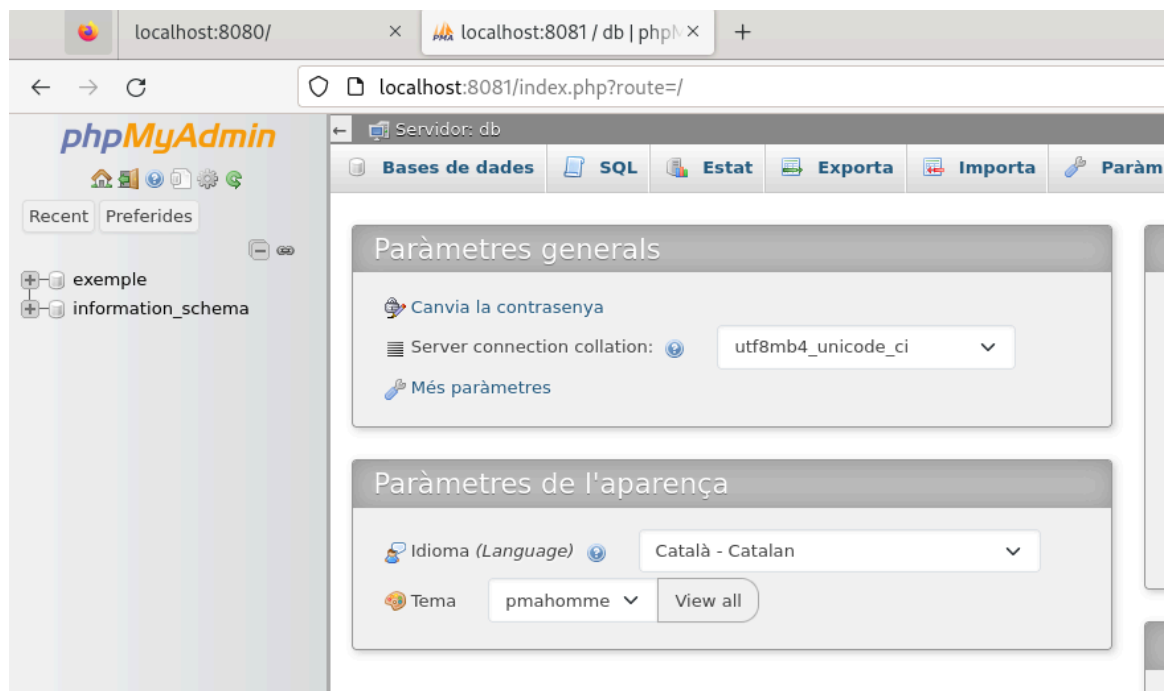 localhost:8080/
localhost:8081 / db | phpM
localhost:8081/index.php?route=/
phpMyAdmin
Recent Preferides
exemple
information_schema
Servidor: db
Bases de dades SQL Estat Exporta Importa Paràm
Paràmetres generals
Canvia la contrasenya
Server connection collation: utf8mb4_unicode_ci
Més paràmetres
Paràmetres de l'aparença
Idioma (Language) Català - Catalan
Tema pmahomme View all